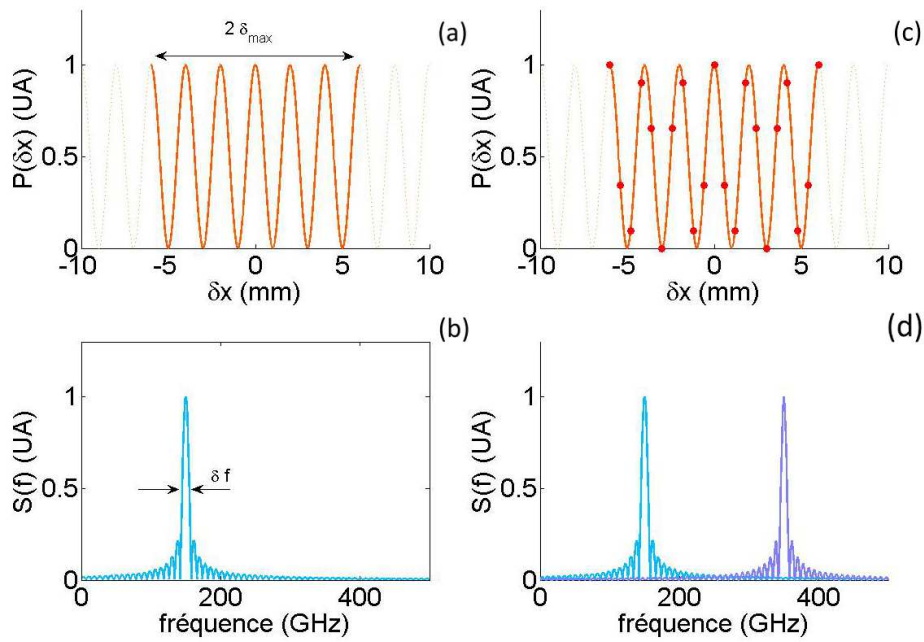 (a)
2 δmax
P(δx) (UA)
1
0.5
0
-10 -5 0 5 10
δx (mm)
(c)
P(δx) (UA)
1
0.5
0
-10 -5 0 5 10
δx (mm)
(b)
S(f) (UA)
1
0.5
0
δ f
0 200 400
fréquence (GHz)
(d)
S(f) (UA)
1
0.5
0
0 200 400
fréquence (GHz)